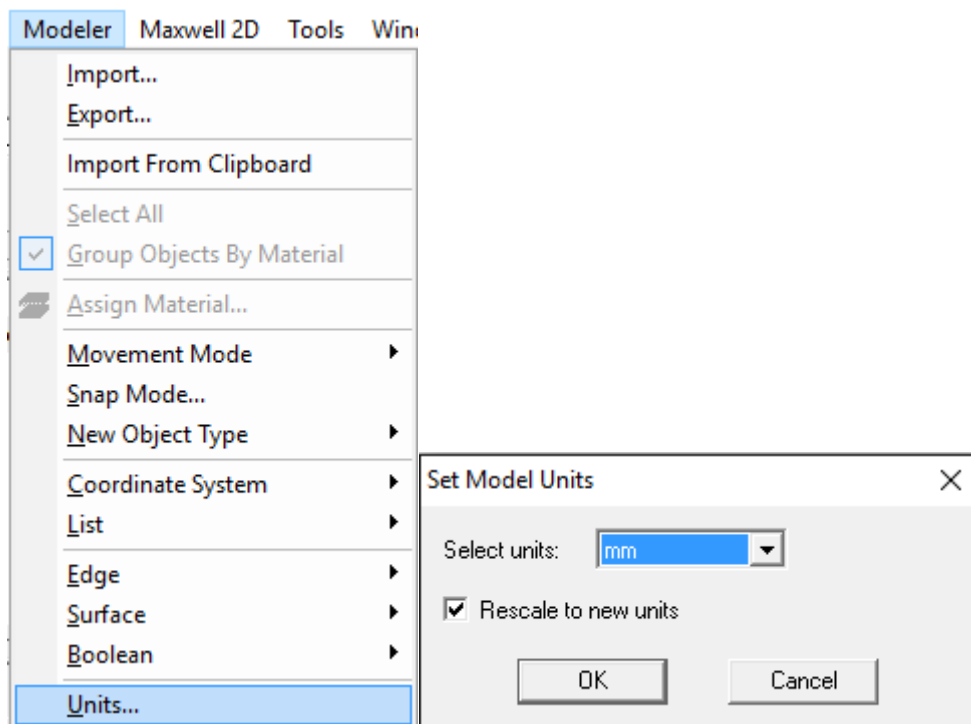 Modeler Maxwell 2D Tools
Import...
Export...
Import From Clipboard
Select All
Group Objects By Material
Assign Material...
Movement Mode
Snap Mode...
New Object Type
Coordinate System
List
Edge
Surface
Boolean
Units...
Set Model Units
Select units: mm
Rescale to new units
OK Cancel